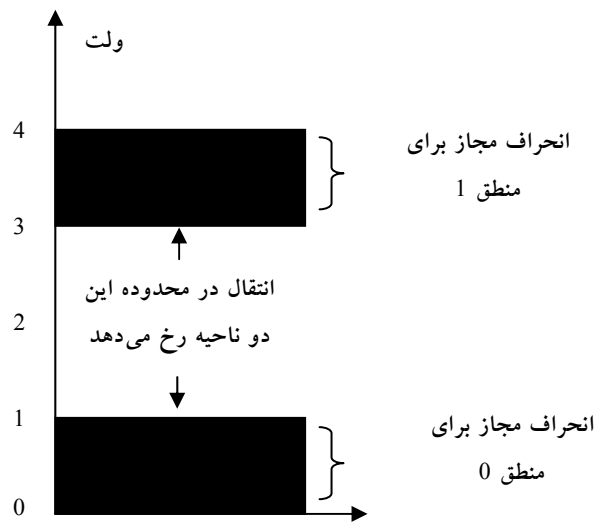 ولت
4
انحراف مجاز برای
منطق 1
3
انتقال در محدوده این
2
دو ناحیه رخ می‌دهد
1
انحراف مجاز برای
منطق 0
0